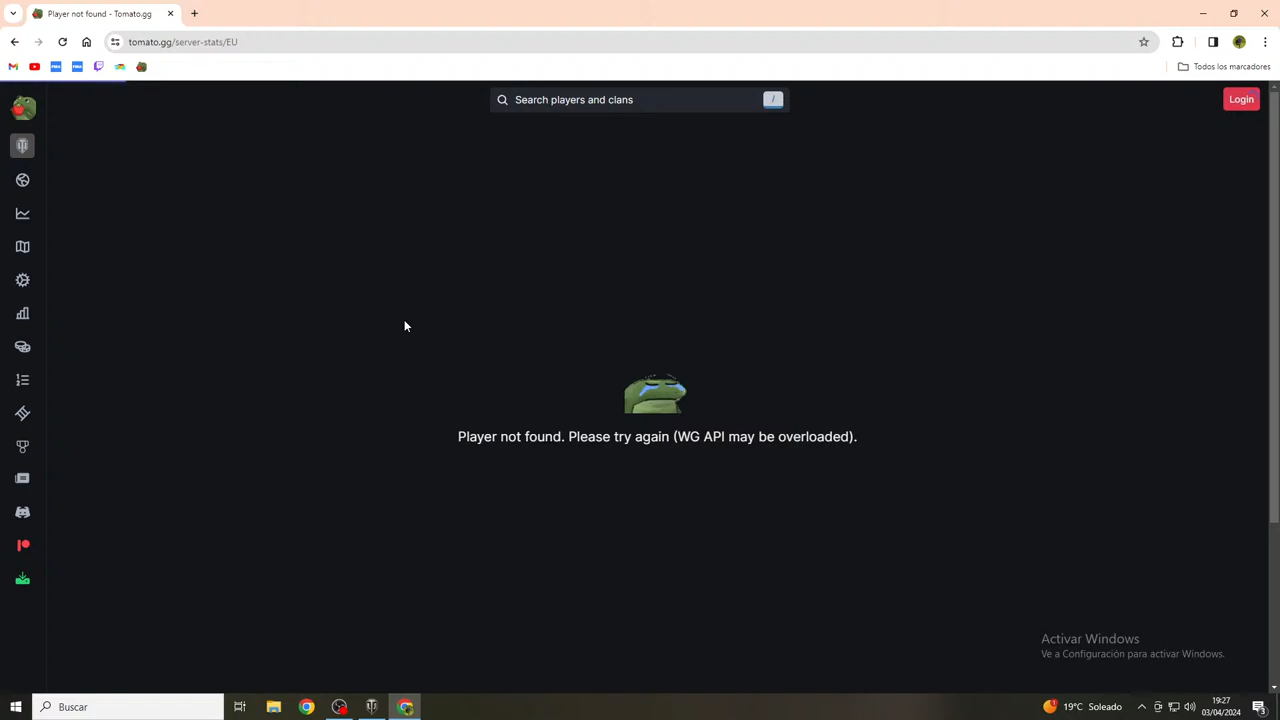 Player not found - Tomato.gg
tomato.gg/server-stats/EU
Todos los marcadores
Search players and clans
/
Login
Player not found. Please try again (WG API may be overloaded).
Activar Windows
Ve a Configuración para activar Windows.
Buscar
19°C Soleado
19:27
03/04/2024